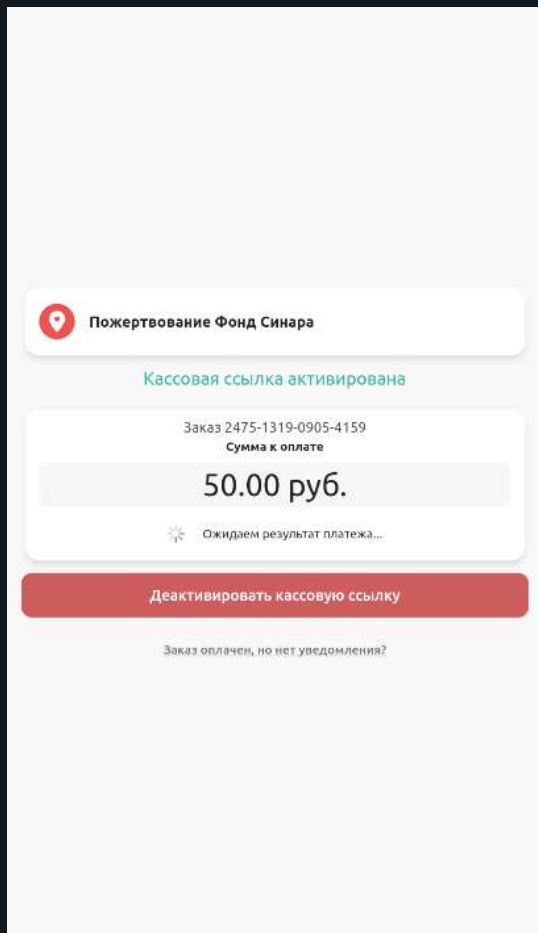 Пожертвование Фонд Синара
Кассовая ссылка активирована
Заказ 2475-1319-0905-4159
Сумма к оплате
50.00 руб.
Ожидаем результат платежа...
Деактивировать кассовую ссылку
Заказ оплачен, но нет уведомления?